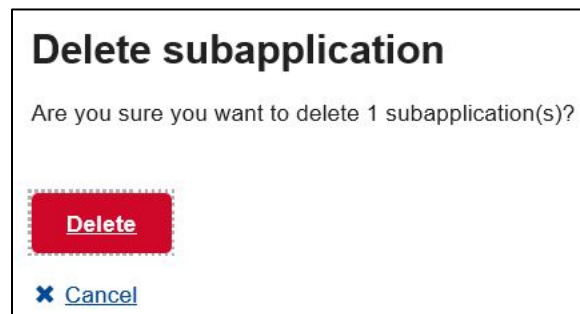 Delete subapplication
Are you sure you want to delete 1 subapplication(s)?
Delete
Cancel